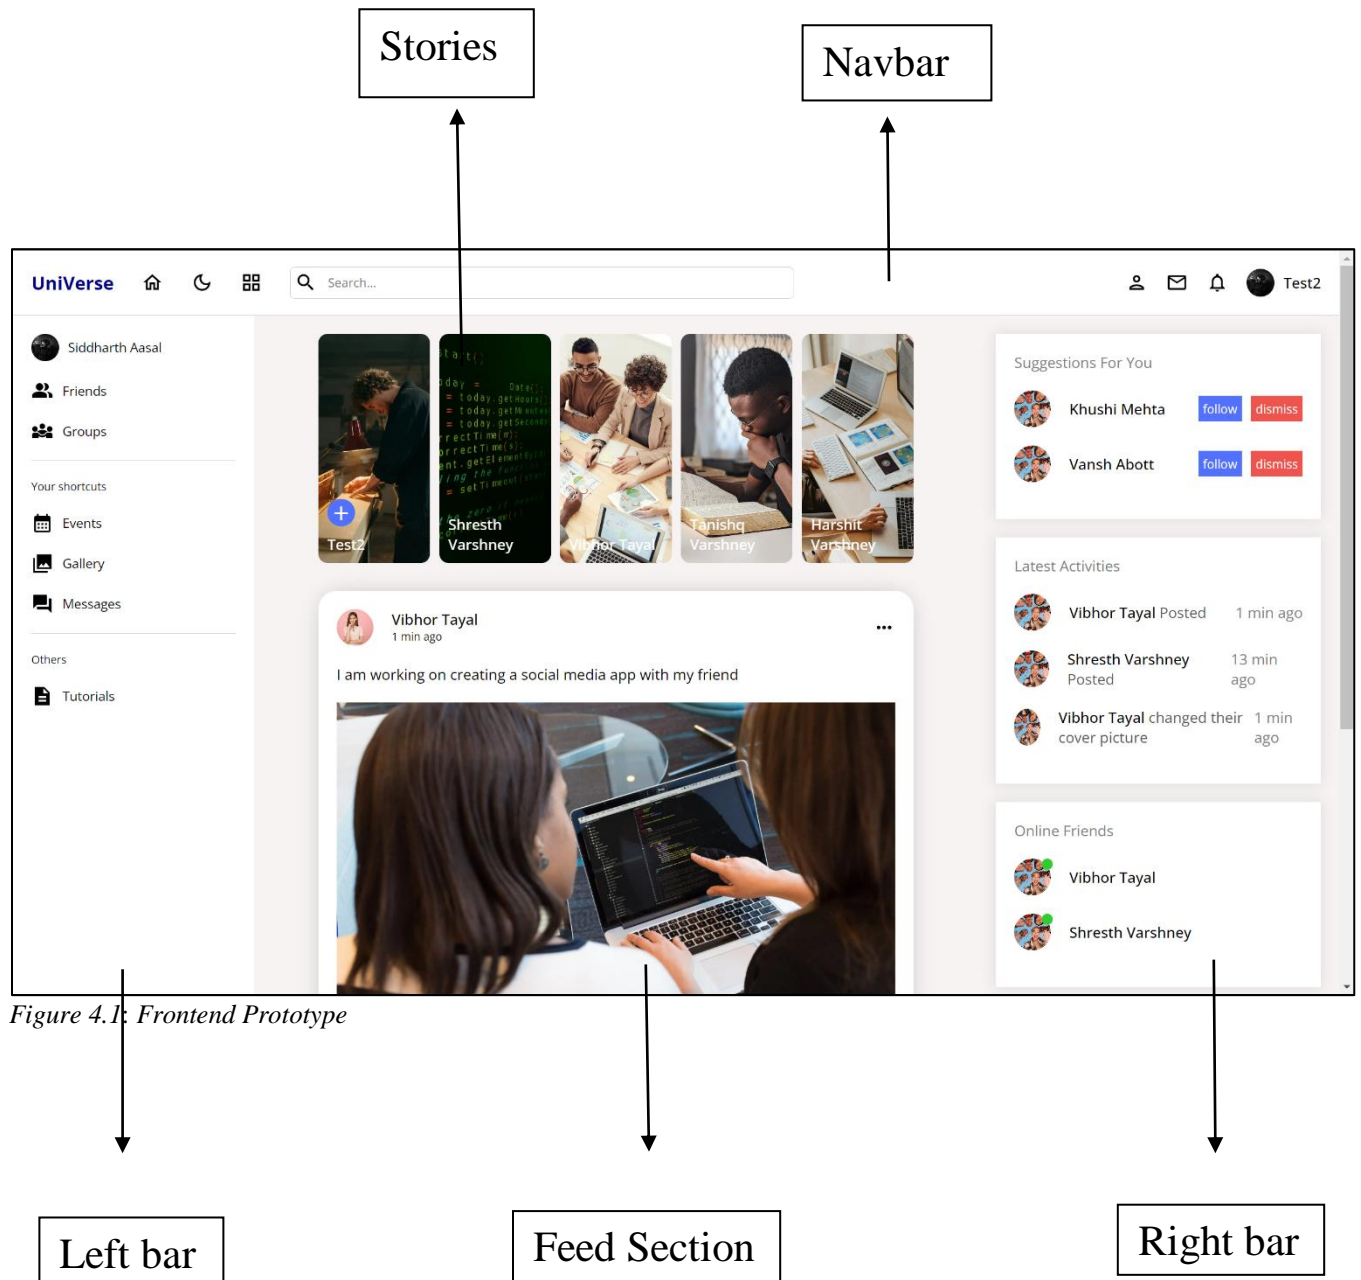 Stories
Navbar
UniVerse
Search...
Test2
Siddharth Aasal
Friends
Groups
Your shortcuts
Events
Gallery
Messages
Others
Tutorials
Test2
Shresth
Varshney
Vibhor Tayal
Tanishq
Varshney
Harshit
Varshney
Vibhor Tayal
1 min ago
I am working on creating a social media app with my friend
Suggestions For You
Khushi Mehta follow dismiss
Vansh Abott follow dismiss
Latest Activities
Vibhor Tayal Posted 1 min ago
Shresth Varshney 13 min
Posted ago
Vibhor Tayal changed their 1 min
cover picture ago
Online Friends
Vibhor Tayal
Shresth Varshney
Figure 4.1: Frontend Prototype
Left bar
Feed Section
Right bar